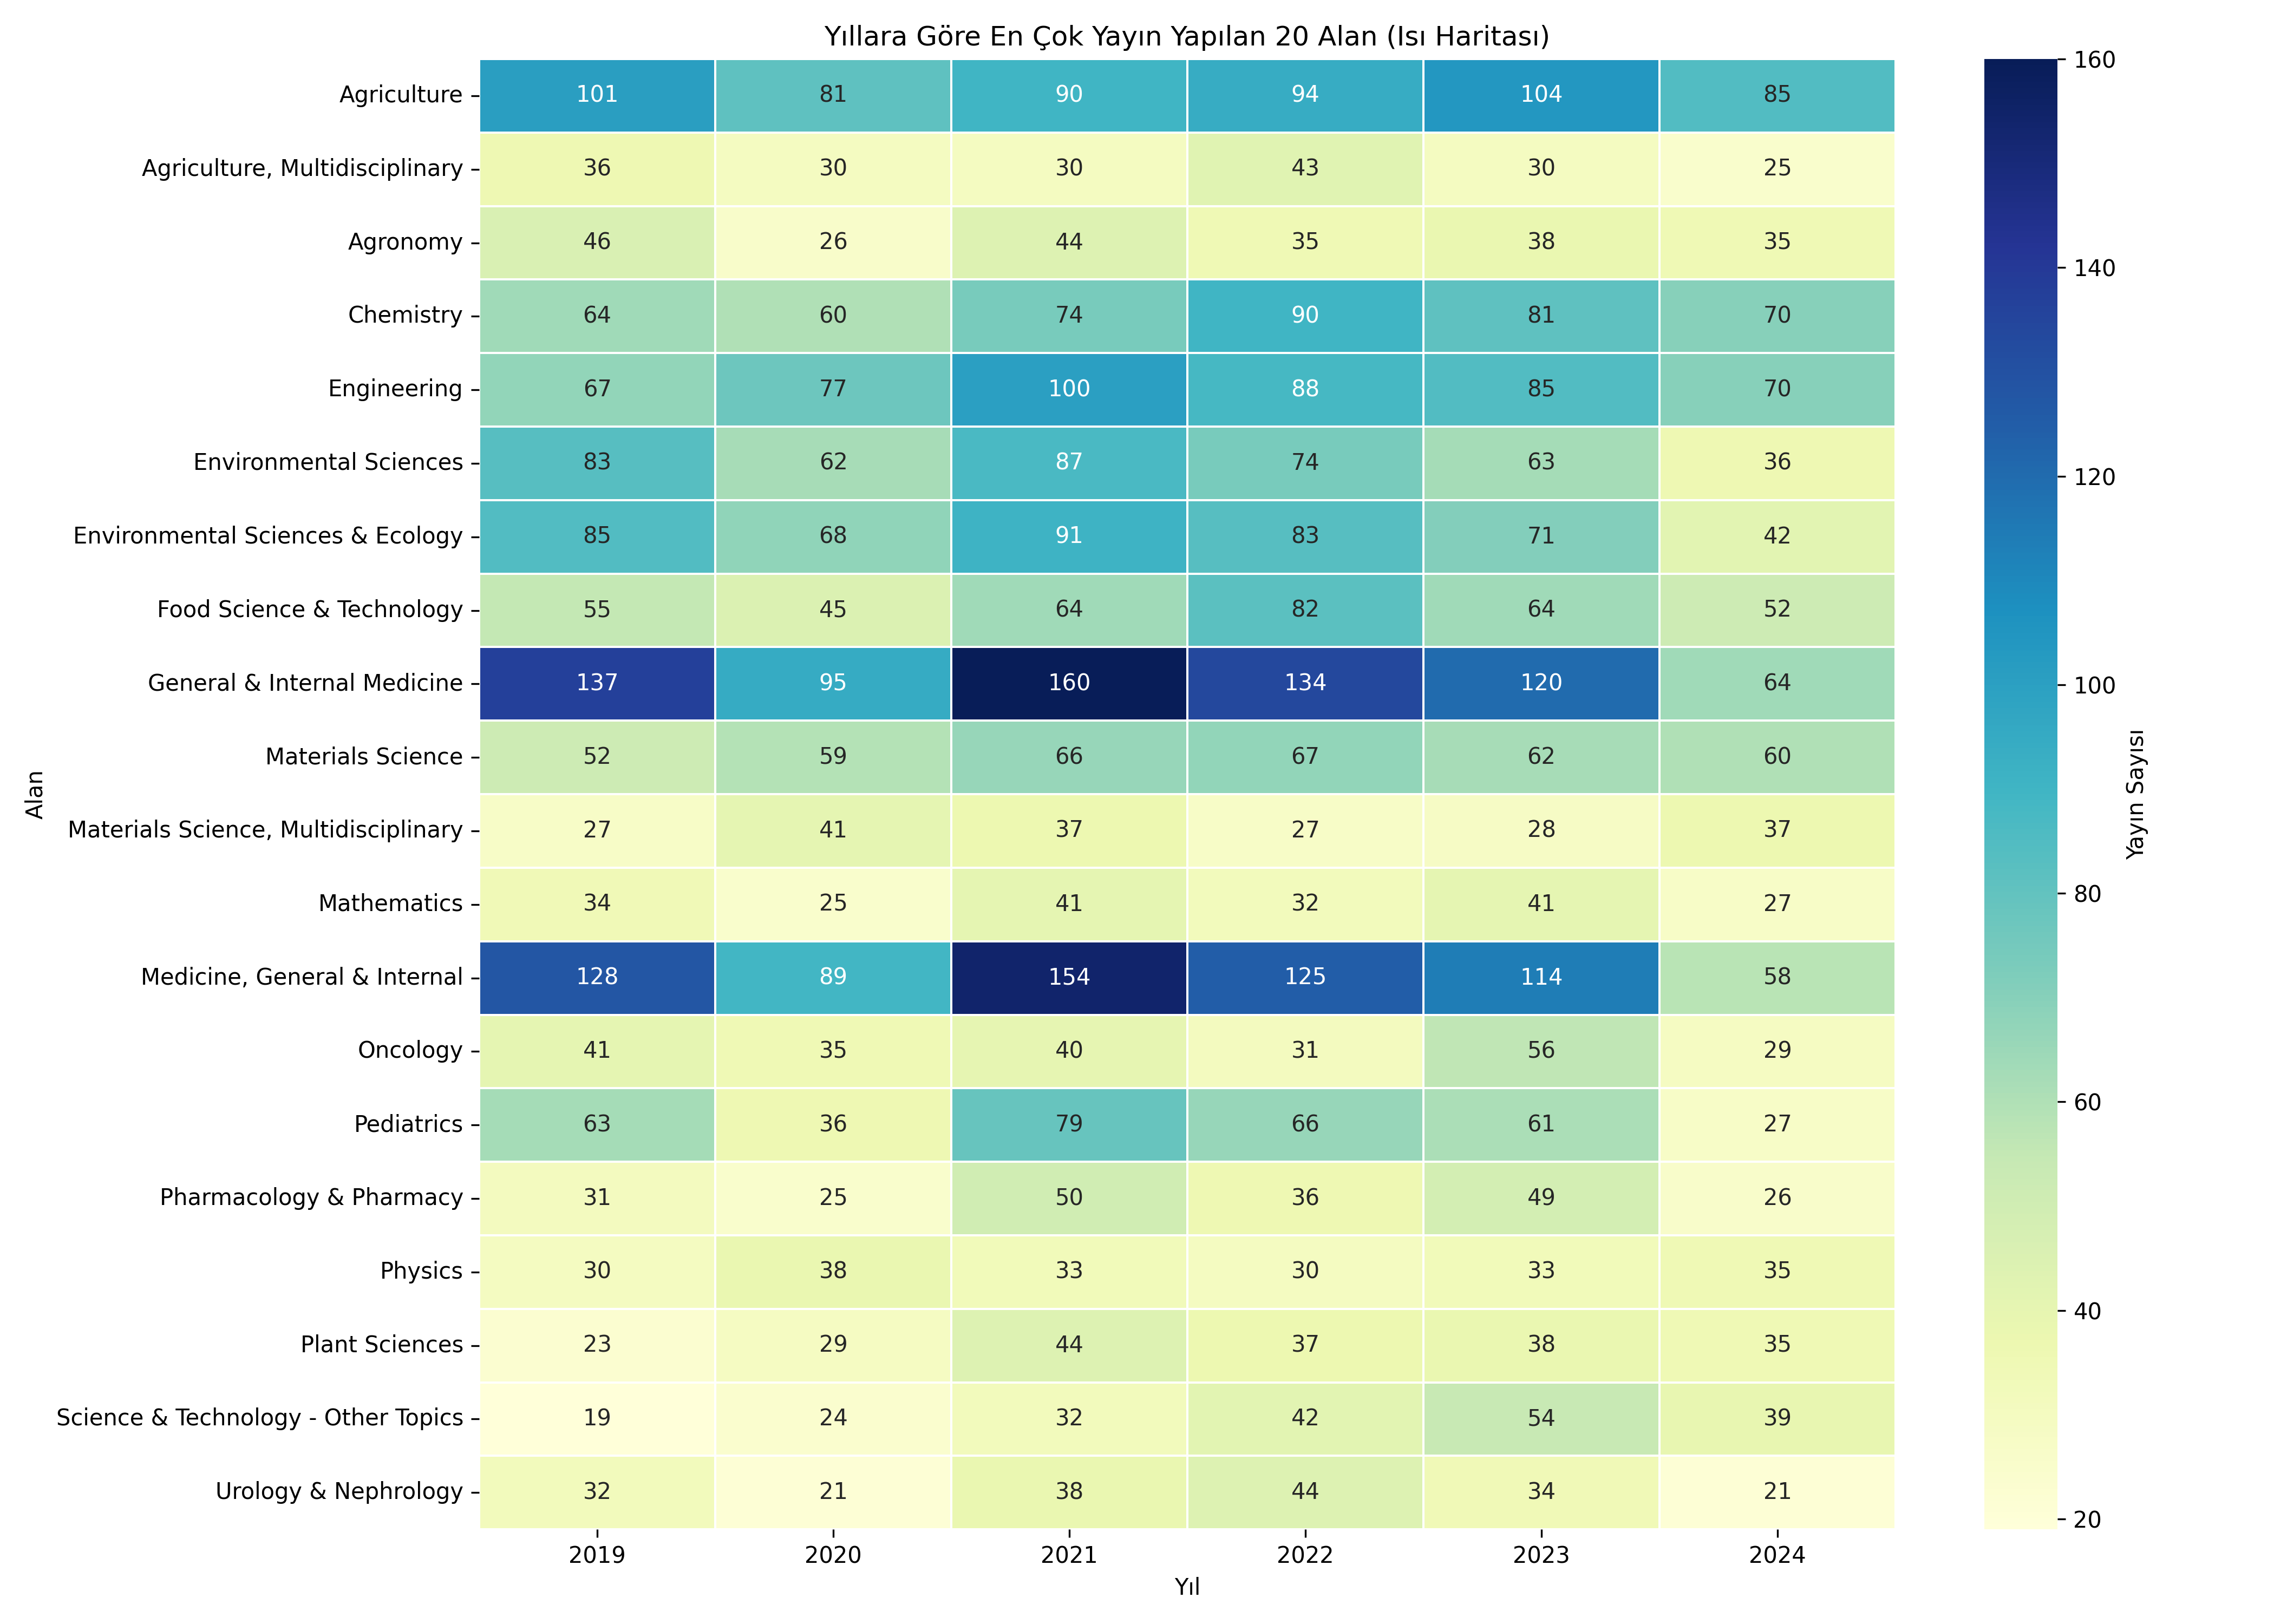 Yıllara Göre En Çok Yayın Yapılan 20 Alan (Isı Haritası)
Agriculture 101 81 90 94 104 85
Agriculture, Multidisciplinary 36 30 30 43 30 25
Agronomy 46 26 44 35 38 35
Chemistry 64 60 74 90 81 70
Engineering 67 77 100 88 85 70
Environmental Sciences 83 62 87 74 63 36
Environmental Sciences & Ecology 85 68 91 83 71 42
Food Science & Technology 55 45 64 82 64 52
General & Internal Medicine 137 95 160 134 120 64
Materials Science 52 59 66 67 62 60
Materials Science, Multidisciplinary 27 41 37 27 28 37
Mathematics 34 25 41 32 41 27
Medicine, General & Internal 128 89 154 125 114 58
Oncology 41 35 40 31 56 29
Pediatrics 63 36 79 66 61 27
Pharmacology & Pharmacy 31 25 50 36 49 26
Physics 30 38 33 30 33 35
Plant Sciences 23 29 44 37 38 35
Science & Technology - Other Topics 19 24 32 42 54 39
Urology & Nephrology 32 21 38 44 34 21
2019 2020 2021 2022 2023 2024
Yıl
Alan
160
140
120
100
80
60
40
20
Yayın Sayısı